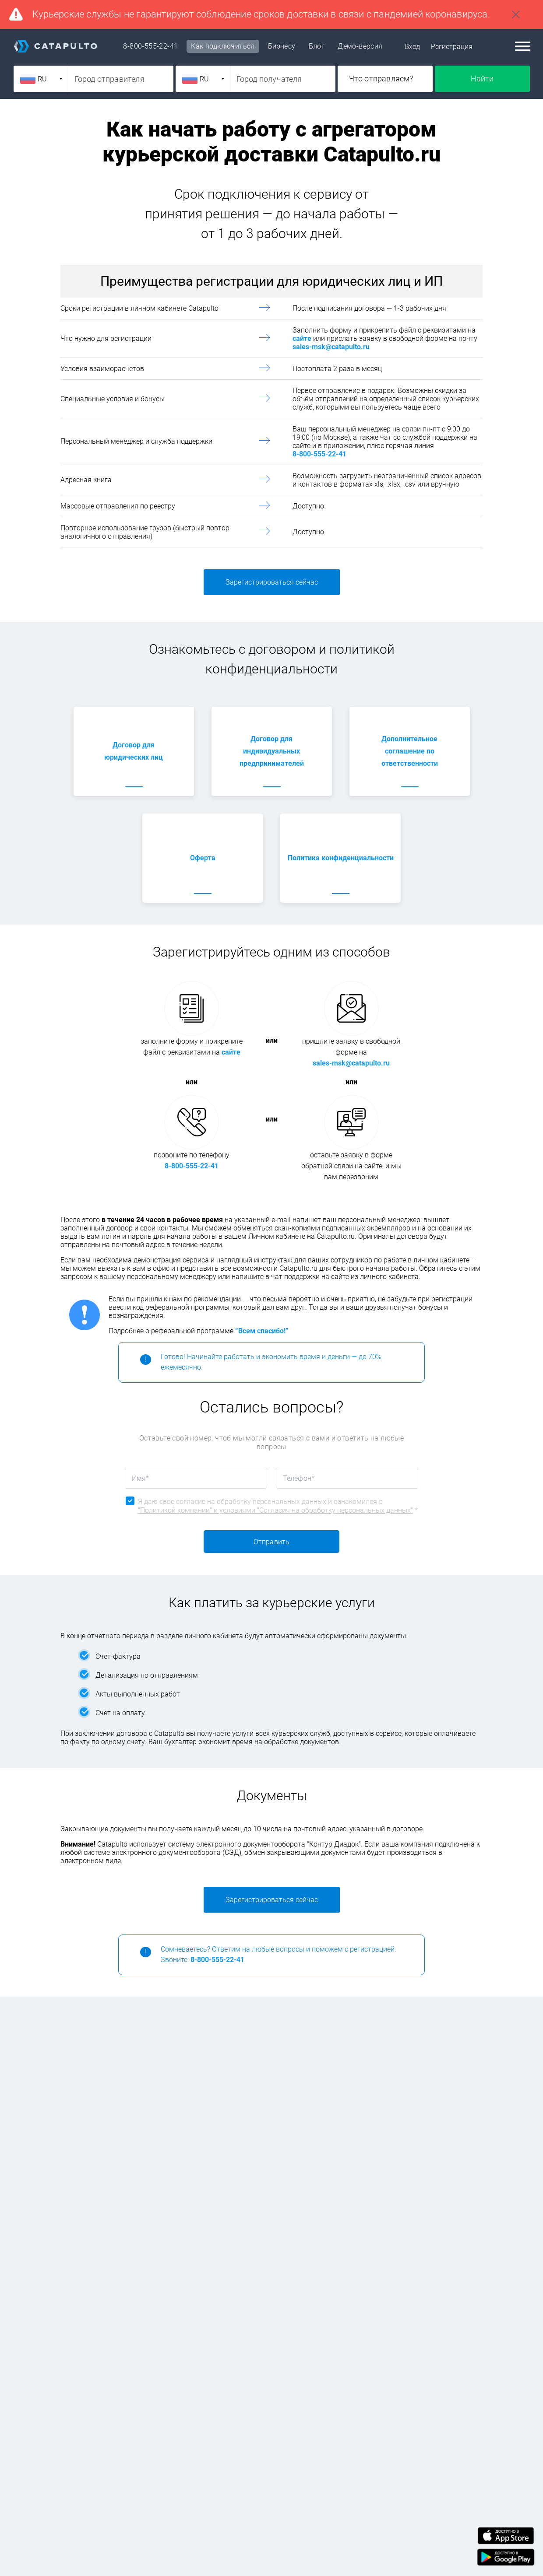 Курьерские службы не гарантируют соблюдение сроков доставки в связи с пандемией коронавируса.
CATAPULTO
8-800-555-22-41
Как подключиться
Бизнесу
Блог
Демо-версия
Вход
Регистрация
RU
Город отправителя
RU
Город получателя
Что отправляем?
Найти
Как начать работу с агрегатором
курьерской доставки Catapulto.ru
Срок подключения к сервису от
принятия решения — до начала работы —
от 1 до 3 рабочих дней.
Преимущества регистрации для юридических лиц и ИП
Сроки регистрации в личном кабинете Catapulto
После подписания договора — 1-3 рабочих дня
Что нужно для регистрации
Заполнить форму и прикрепить файл с реквизитами на
сайте или прислать заявку в свободной форме на почту
sales-msk@catapulto.ru
Условия взаиморасчетов
Постоплата 2 раза в месяц
Специальные условия и бонусы
Первое отправление в подарок. Возможны скидки за
объём отправлений на определенный список курьерских
служб, которыми вы пользуетесь чаще всего
Персональный менеджер и служба поддержки
Ваш персональный менеджер на связи пн-пт с 9:00 до
19:00 (по Москве), а также чат со службой поддержки на
сайте и в приложении, плюс горячая линия
8-800-555-22-41
Адресная книга
Возможность загрузить неограниченный список адресов
и контактов в форматах xls, .xlsx, .csv или вручную
Массовые отправления по реестру
Доступно
Повторное использование грузов (быстрый повтор
аналогичного отправления)
Доступно
Зарегистрироваться сейчас
Ознакомьтесь с договором и политикой
конфиденциальности
Договор для
юридических лиц
Договор для
индивидуальных
предпринимателей
Дополнительное
соглашение по
ответственности
Оферта
Политика конфиденциальности
Зарегистрируйтесь одним из способов
заполните форму и прикрепите
файл с реквизитами на сайте
или
пришлите заявку в свободной
форме на
sales-msk@catapulto.ru
или
или
позвоните по телефону
8-800-555-22-41
или
оставьте заявку в форме
обратной связи на сайте, и мы
вам перезвоним
После этого в течение 24 часов в рабочее время на указанный e-mail напишет ваш персональный менеджер: вышлет
заполненный договор и свои контакты. Мы сможем обменяться скан-копиями подписанных экземпляров и на основании их
выдать вам логин и пароль для начала работы в вашем Личном кабинете на Catapulto.ru. Оригиналы договора будут
отправлены на почтовый адрес в течение недели.
Если вам необходима демонстрация сервиса и наглядный инструктаж для ваших сотрудников по работе в личном кабинете —
мы можем выехать к вам в офис и представить возможности Catapulto.ru для быстрого начала работы. Обратитесь с этим
запросом к вашему персональному менеджеру или напишите в чат поддержки на сайте из личного кабинета.
Если вы пришли к нам по рекомендации — что весьма вероятно и очень приятно, не забудьте при регистрации
ввести код реферальной программы, который дал вам друг. Тогда вы и ваши друзья получат бонусы и
вознаграждения.
Подробнее о реферальной программе "Всем спасибо!"
Готово! Начинайте работать и экономить время и деньги — до 70%
ежемесячно.
Остались вопросы?
Оставьте свой номер, чтоб мы могли связаться с вами и ответить на любые
вопросы
Имя*
Телефон*
Я даю свое согласие на обработку персональных данных и ознакомился с
"Политикой компании" и условиями "Согласия на обработку персональных данных" *
Отправить
Как платить за курьерские услуги
В конце отчетного периода в разделе личного кабинета будут автоматически сформированы документы:
Счет-фактура
Детализация по отправлениям
Акты выполненных работ
Счет на оплату
При заключении договора с Catapulto вы получаете услуги всех курьерских служб, доступных в сервисе, которые оплачиваете
по факту по одному счету. Ваш бухгалтер экономит время на обработке документов.
Документы
Закрывающие документы вы получаете каждый месяц до 10 числа на почтовый адрес, указанный в договоре.
Внимание! Catapulto использует систему электронного документооборота "Контур Диадок". Если ваша компания подключена к
любой системе электронного документооборота (СЭД), обмен закрывающими документами будет производиться в
электронном виде.
Зарегистрироваться сейчас
Сомневаетесь? Ответим на любые вопросы и поможем с регистрацией.
Звоните: 8-800-555-22-41
ДОСТУПНО В
App Store
ДОСТУПНО В
Google Play